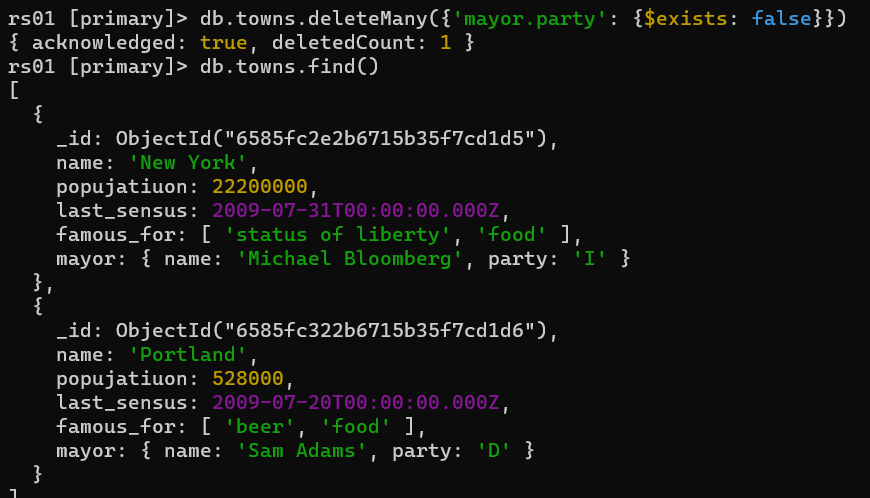 rs01 [primary]> db.towns.deleteMany({'mayor.party': {$exists: false}})
{ acknowledged: true, deletedCount: 1 }
rs01 [primary]> db.towns.find()
[
  {
    _id: ObjectId("6585fc2e2b6715b35f7cd1d5"),
    name: 'New York',
    popujatiuon: 22200000,
    last_sensus: 2009-07-31T00:00:00.000Z,
    famous_for: [ 'status of liberty', 'food' ],
    mayor: { name: 'Michael Bloomberg', party: 'I' }
  },
  {
    _id: ObjectId("6585fc322b6715b35f7cd1d6"),
    name: 'Portland',
    popujatiuon: 528000,
    last_sensus: 2009-07-20T00:00:00.000Z,
    famous_for: [ 'beer', 'food' ],
    mayor: { name: 'Sam Adams', party: 'D' }
  }
]